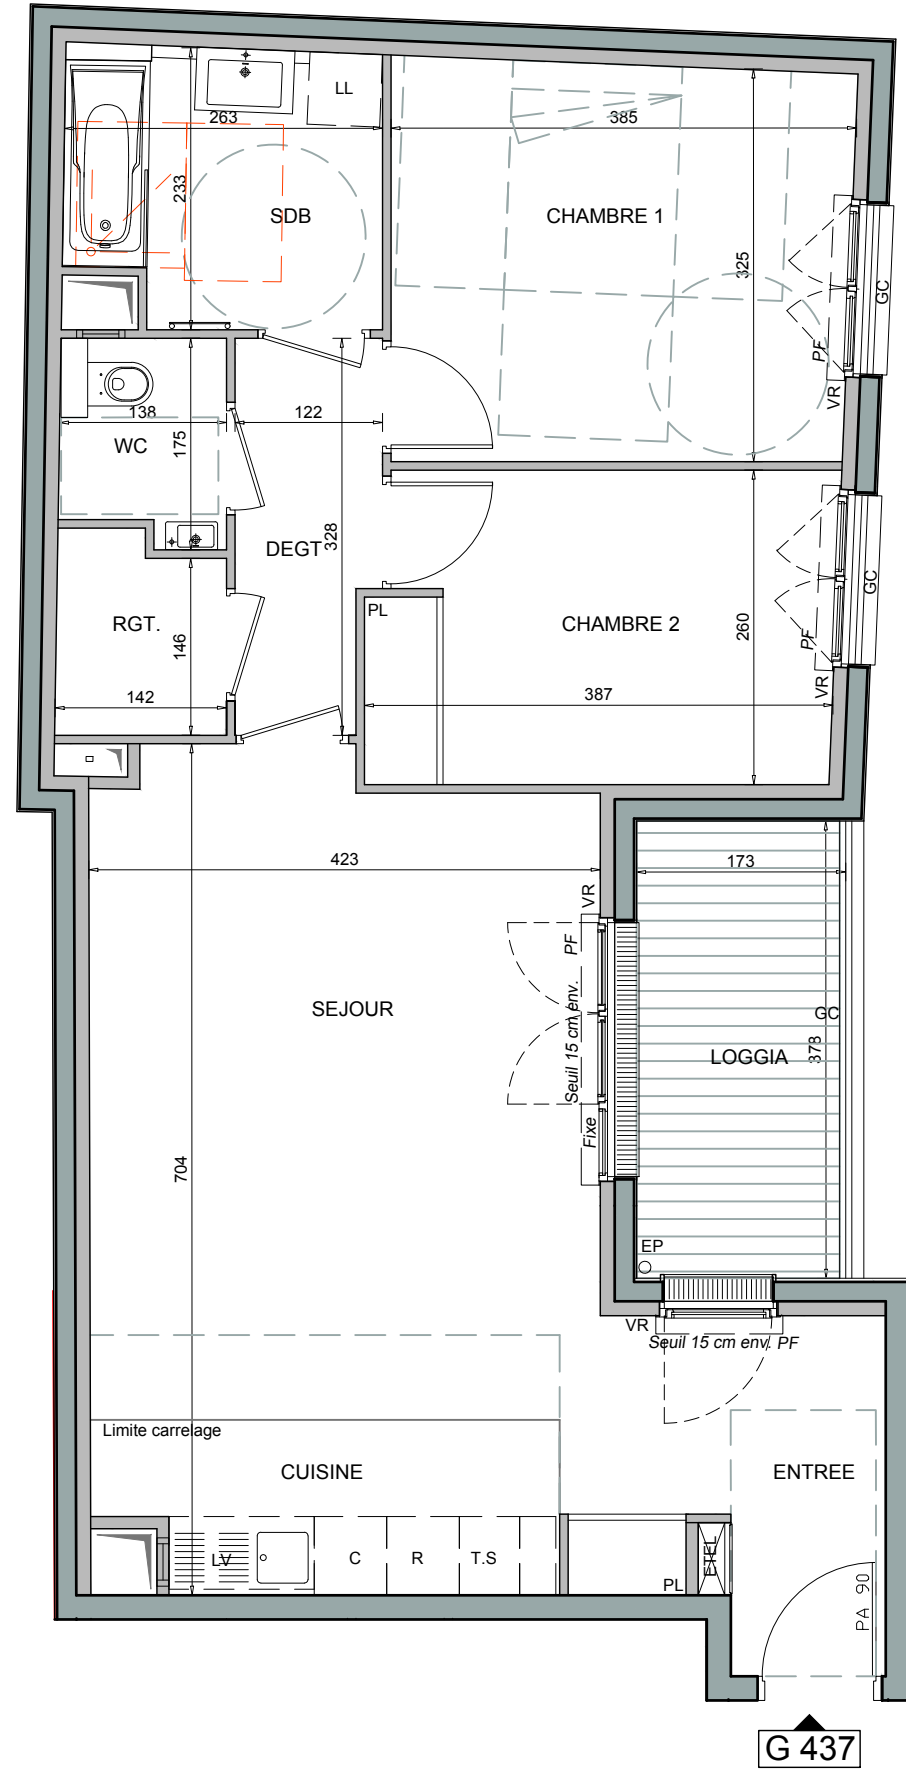 LL
263
385
233
SDB
CHAMBRE 1
325
GC
PF
VR
138
122
WC
175
DEGT
328
GC
PL
RGT.
CHAMBRE 2
260
146
PF
VR
142
387
423
173
VR
PF
SEJOUR
Seuil 15 cm env.
GC
LOGGIA
378
Fixe
704
EP
VR
Seuil 15 cm env. PF
Limite carrelage
CUISINE
ENTREE
LV
C
R
T.S
ETEL
PL
PA 90
G 437